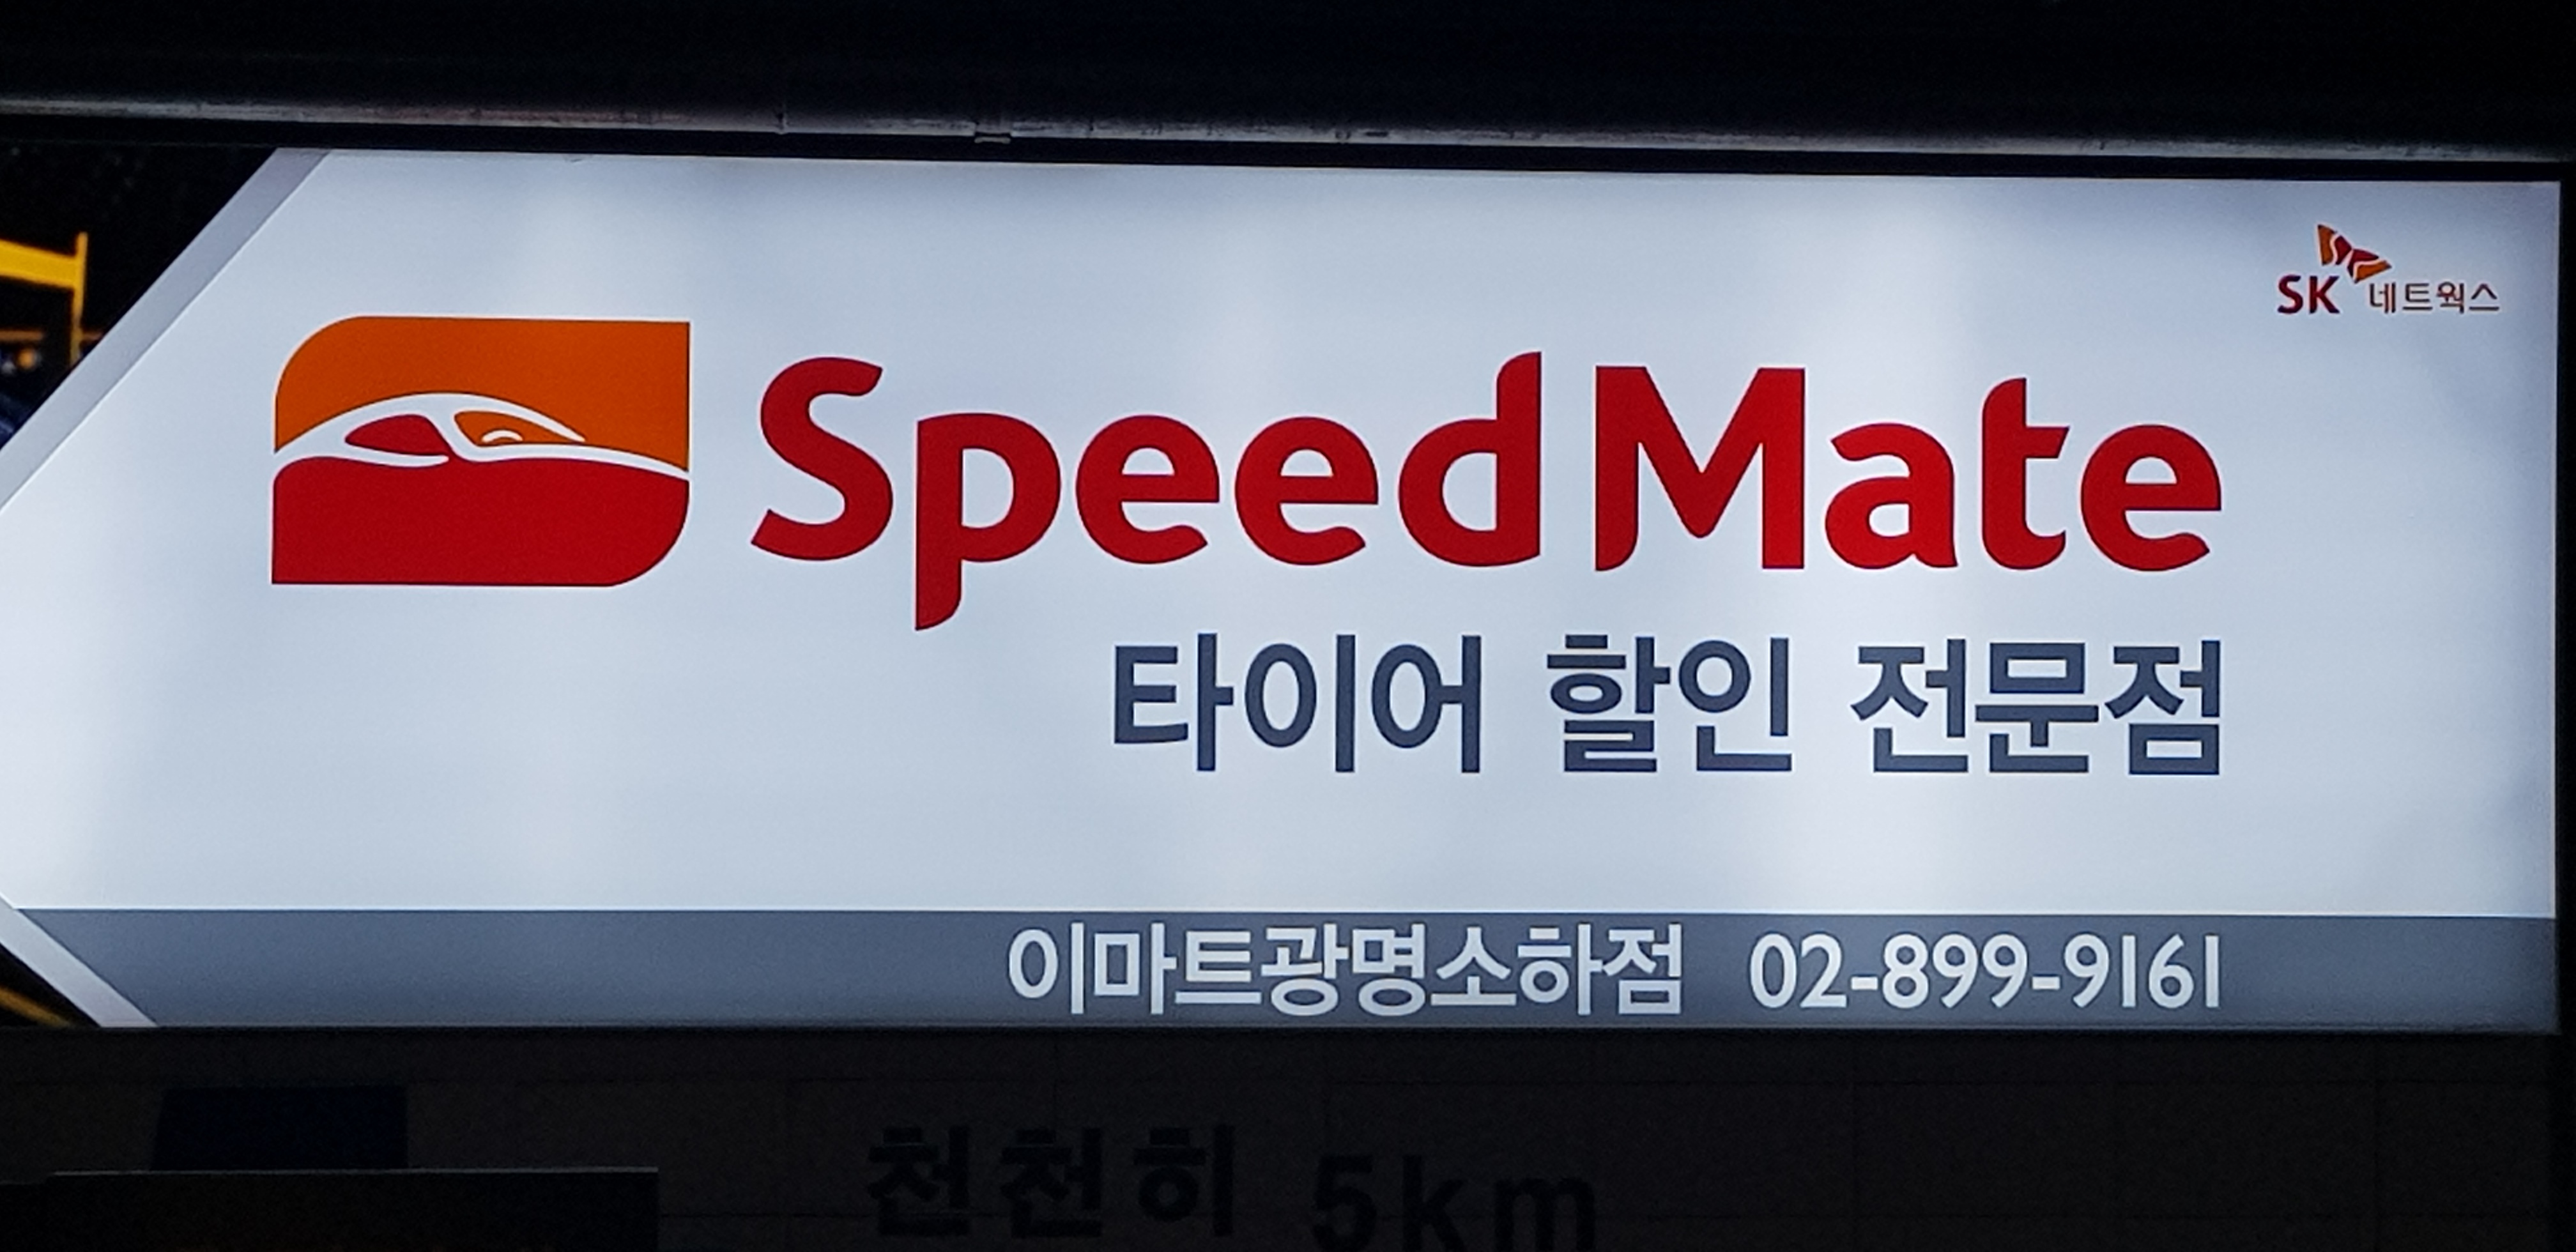 SK 네트웍스
SpeedMate
타이어 할인 전문점
이마트광명소하점 02-899-9161
천천히 5km